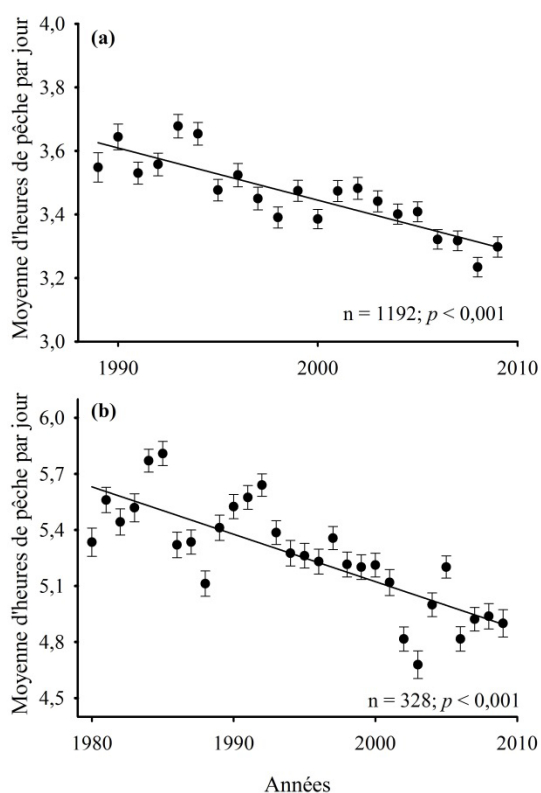 (a)
Moyenne d'heures de pêche par jour
4,0
3,8
3,6
3,4
3,2
3,0
n = 1192; p < 0,001
1990
2000
2010
(b)
Moyenne d'heures de pêche par jour
6,0
5,7
5,4
5,1
4,8
4,5
n = 328; p < 0,001
1980
1990
2000
2010
Années